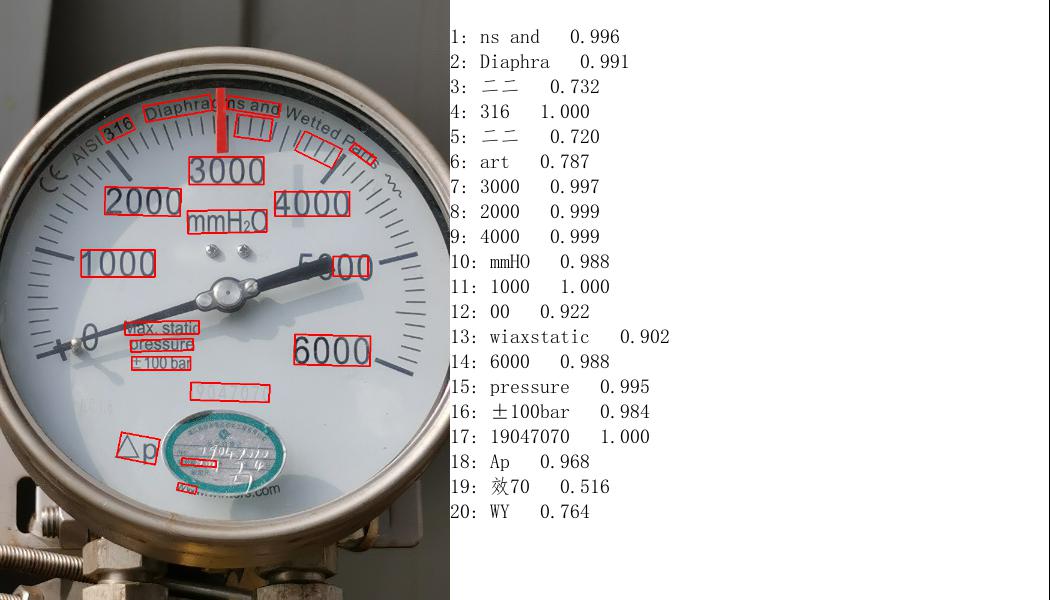 CE AISI 316 Diaphragms and Wetted Parts
3000
2000
4000
mmH₂O
1000
5000
0
Max. static
pressure
±100 bar
6000
19047070
△p
1: ns and 0.996
2: Diaphra 0.991
3: 二二 0.732
4: 316 1.000
5: 二二 0.720
6: art 0.787
7: 3000 0.997
8: 2000 0.999
9: 4000 0.999
10: mmHO 0.988
11: 1000 1.000
12: 00 0.922
13: wiaxstatic 0.902
14: 6000 0.988
15: pressure 0.995
16: ±100bar 0.984
17: 19047070 1.000
18: Ap 0.968
19: 效70 0.516
20: WY 0.764